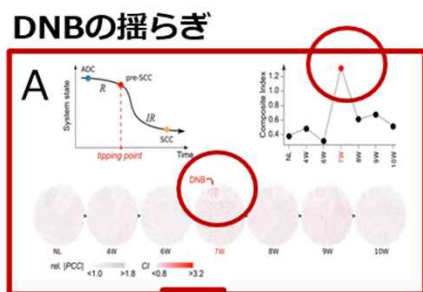 DNBの揺らぎ
A
ADC
R
pre-SCC
IR
SCC
System state
tipping point
Time
Composite Index
1.2
1.0
0.8
0.6
0.4
NL
4W
6W
7W
8W
9W
10W
DNB
NL
4W
6W
7W
8W
9W
10W
rel. |PCC|
<1.0
>1.8
CI
<0.8
>3.2